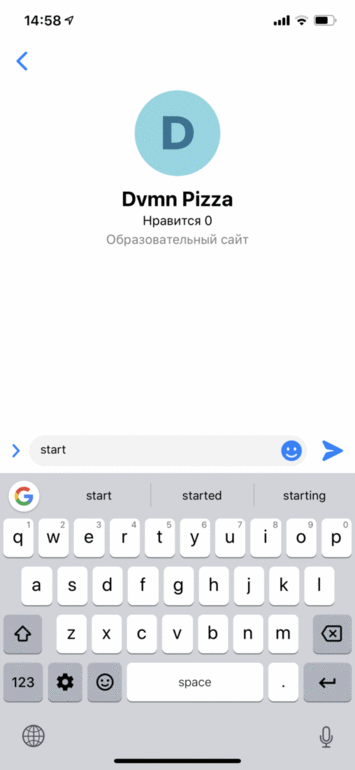 14:58
D
Dvmn Pizza
Нравится 0
Образовательный сайт
start
G start started starting
1 2 3 4 5 6 7 8 9 0
q w e r t y u i o p
a s d f g h j k l
z x c v b n m
123 space .